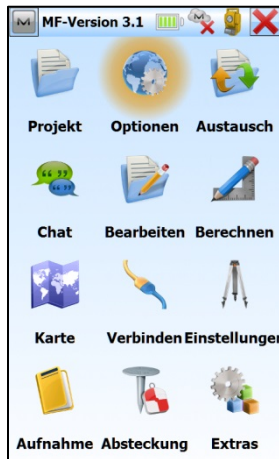 MF-Version 3.1
Projekt Optionen Austausch
Chat Bearbeiten Berechnen
Karte Verbinden Einstellungen
Aufnahme Absteckung Extras